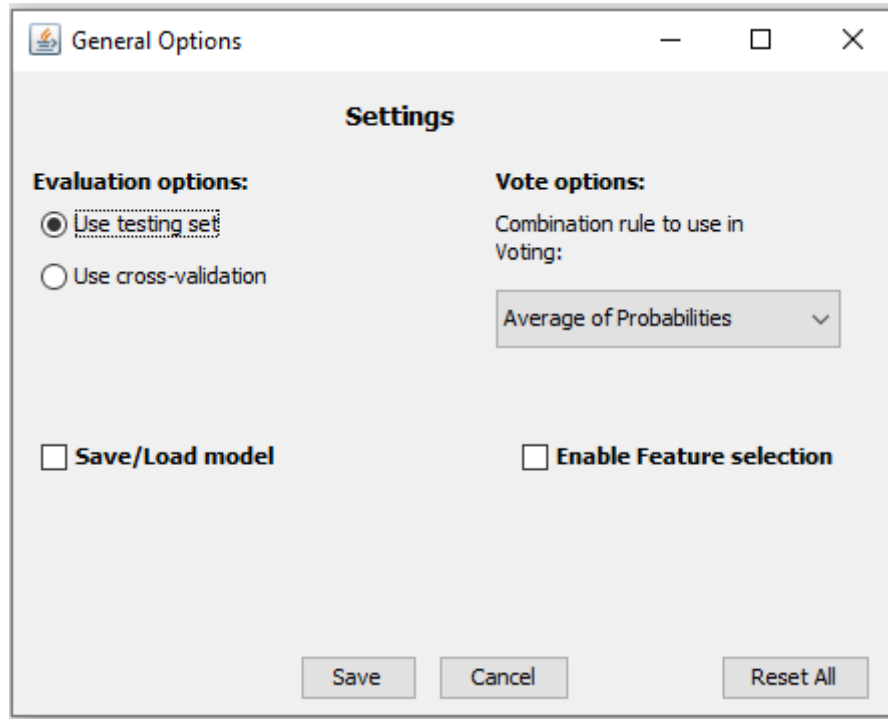 General Options
Settings
Evaluation options:
Use testing set
Use cross-validation
Vote options:
Combination rule to use in
Voting:
Average of Probabilities
Save/Load model
Enable Feature selection
Save
Cancel
Reset All